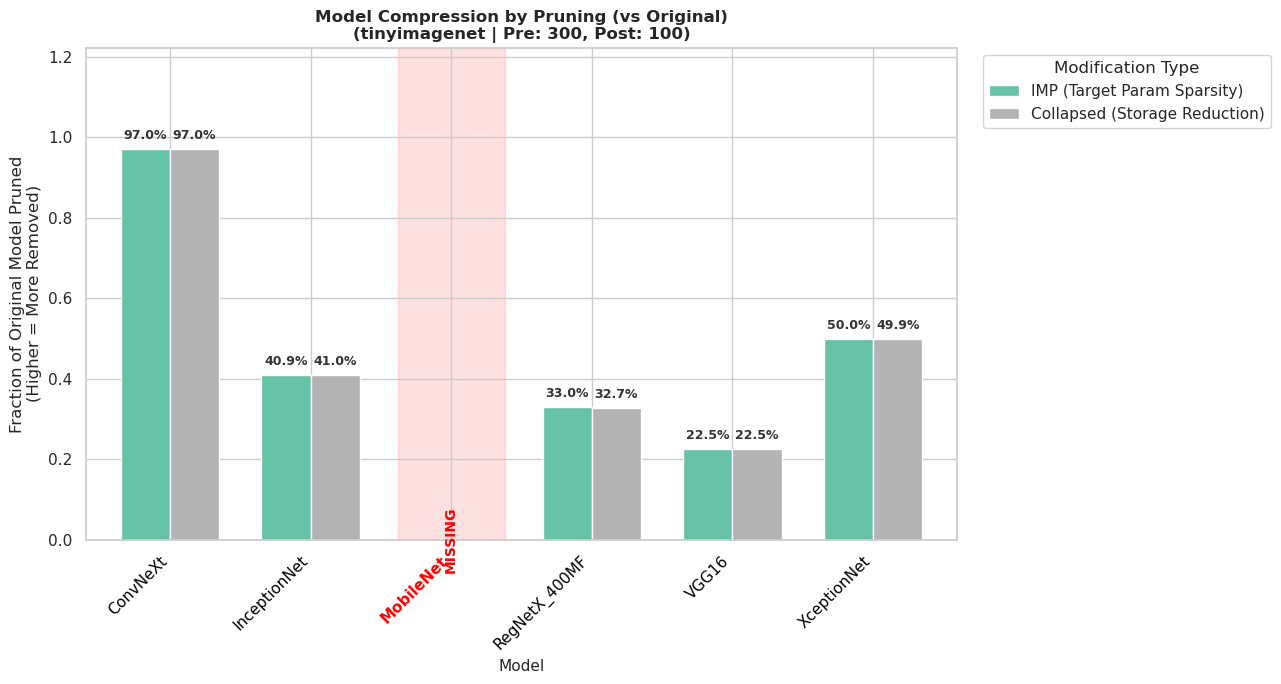 Model Compression by Pruning (vs Original)
(tinyimagenet | Pre: 300, Post: 100)
Modification Type
IMP (Target Param Sparsity)
Collapsed (Storage Reduction)
Fraction of Original Model Pruned
(Higher = More Removed)
1.2
1.0
0.8
0.6
0.4
0.2
0.0
97.0% 97.0%
40.9% 41.0%
MISSING
33.0% 32.7%
22.5% 22.5%
50.0% 49.9%
ConvNeXt
InceptionNet
MobileNet
RegNetX_400MF
VGG16
XceptionNet
Model